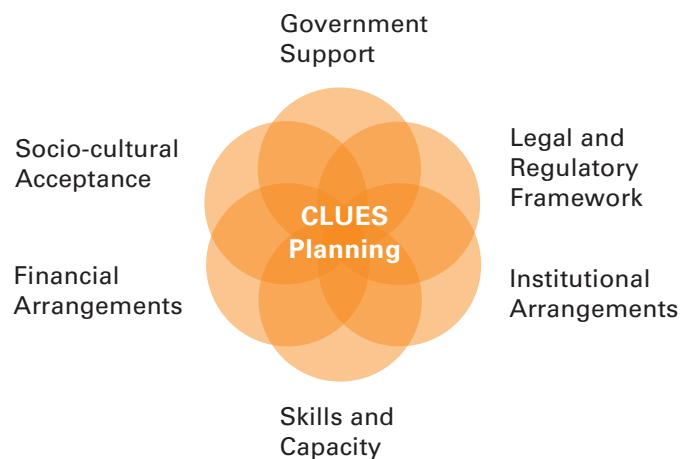 Government
Support
Socio-cultural
Acceptance
Legal and
Regulatory
Framework
CLUES
Planning
Financial
Arrangements
Institutional
Arrangements
Skills and
Capacity